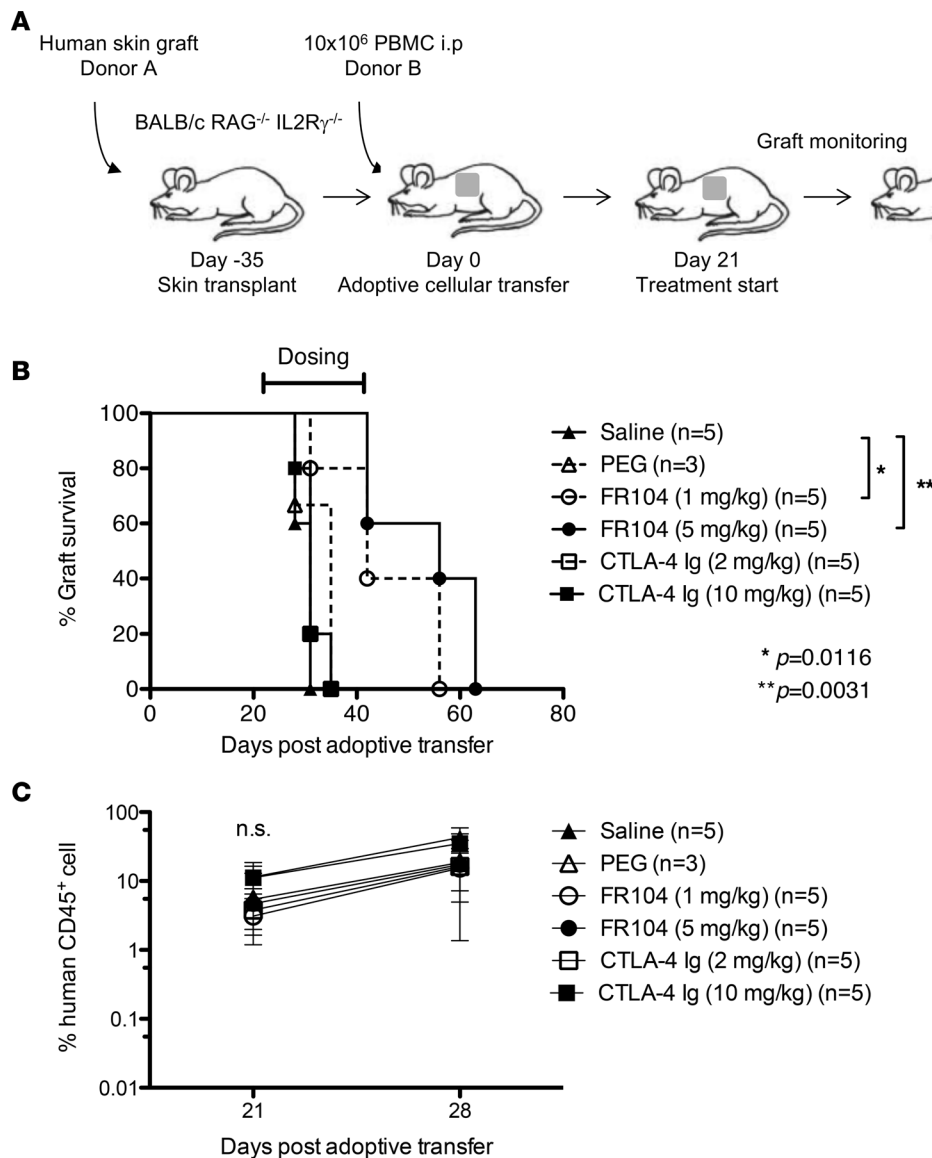 A
Human skin graft
Donor A
10x10⁶ PBMC i.p
Donor B
BALB/c RAG⁻/⁻ IL2Rγ⁻/⁻
Graft monitoring
Day -35
Skin transplant
Day 0
Adoptive cellular transfer
Day 21
Treatment start
B
Dosing
% Graft survival
100
80
60
40
20
0
0 20 40 60 80
Days post adoptive transfer
Saline (n=5)
PEG (n=3)
FR104 (1 mg/kg) (n=5)
FR104 (5 mg/kg) (n=5)
CTLA-4 Ig (2 mg/kg) (n=5)
CTLA-4 Ig (10 mg/kg) (n=5)
*
**
* p=0.0116
**p=0.0031
C
% human CD45⁺ cell
100
10
1
0.1
0.01
n.s.
21 28
Days post adoptive transfer
Saline (n=5)
PEG (n=3)
FR104 (1 mg/kg) (n=5)
FR104 (5 mg/kg) (n=5)
CTLA-4 Ig (2 mg/kg) (n=5)
CTLA-4 Ig (10 mg/kg) (n=5)